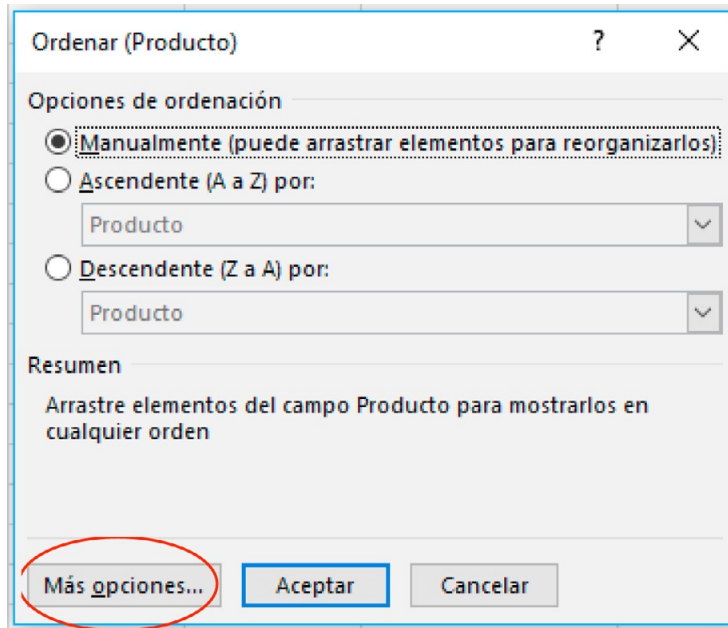 Ordenar (Producto)
?
Opciones de ordenación
Manualmente (puede arrastrar elementos para reorganizarlos)
Ascendente (A a Z) por:
Producto
Descendente (Z a A) por:
Producto
Resumen
Arrastre elementos del campo Producto para mostrarlos en
cualquier orden
Más opciones... Aceptar Cancelar